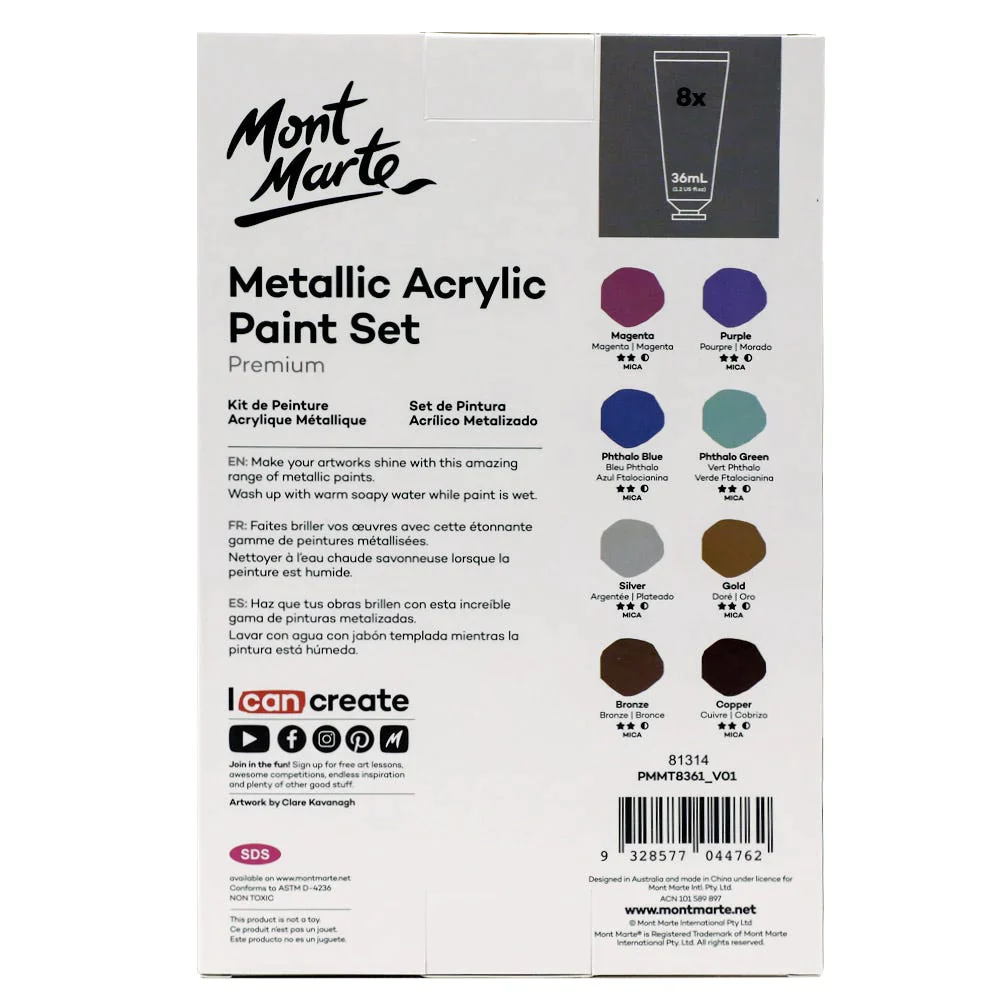 Mont
Marte
8x
36mL
(1.2 US fl oz)
Metallic Acrylic
Paint Set
Premium
Kit de Peinture
Acrylique Métallique
Set de Pintura
Acrílico Metalizado
EN: Make your artworks shine with this amazing
range of metallic paints.
Wash up with warm soapy water while paint is wet.
FR: Faites briller vos œuvres avec cette étonnante
gamme de peintures métallisées.
Nettoyer à l'eau chaude savonneuse lorsque la
peinture est humide.
ES: Haz que tus obras brillen con esta increíble
gama de pinturas metalizadas.
Lavar con agua con jabón templada mientras la
pintura está húmeda.
I can create
Join in the fun! Sign up for free art lessons,
awesome competitions, endless inspiration
and plenty of other good stuff.
Artwork by Clare Kavanagh
SDS
available on www.montmarte.net
Conforms to ASTM D-4236
NON TOXIC
This product is not a toy.
Ce produit n'est pas un jouet.
Este producto no es un juguete.
Magenta
Magenta | Magenta
MICA
Purple
Pourpre | Morado
MICA
Phthalo Blue
Bleu Phthalo
Azul Ftalocianina
MICA
Phthalo Green
Vert Phthalo
Verde Ftalocianina
MICA
Silver
Argentée | Plateado
MICA
Gold
Doré | Oro
MICA
Bronze
Bronze | Bronce
MICA
Copper
Cuivre | Cobrizo
MICA
81314
PMMT8361_V01
9 328577 044762
Designed in Australia and made in China under licence for
Mont Marte Intl. Pty. Ltd.
ACN 101 589 897
www.montmarte.net
© Mont Marte International Pty Ltd
Mont Marte® is Registered Trademark of Mont Marte
International Pty. Ltd. All rights reserved.